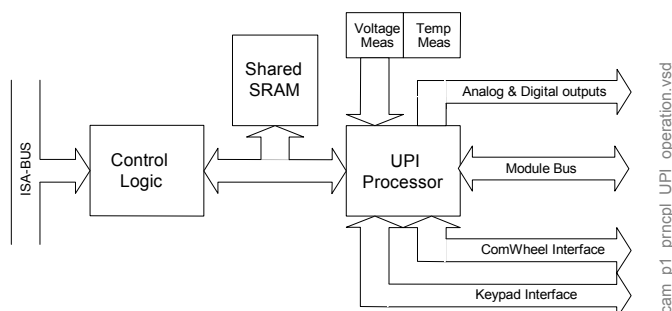 Voltage
Meas
Temp
Meas
Shared
SRAM
Analog & Digital outputs
ISA-BUS
Control
Logic
UPI
Processor
Module Bus
ComWheel Interface
Keypad Interface
cam_p1_prncpl_UPI_operation.vsd